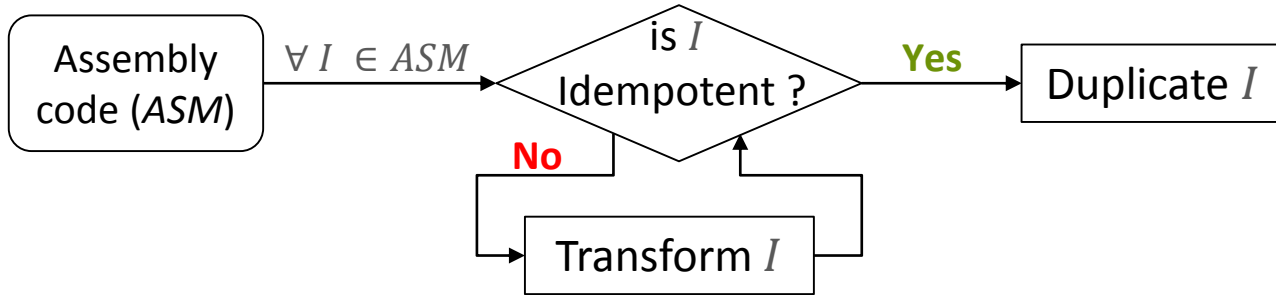 Assembly
code (ASM)
∀ I ∈ ASM
is I
Idempotent ?
Yes
Duplicate I
No
Transform I